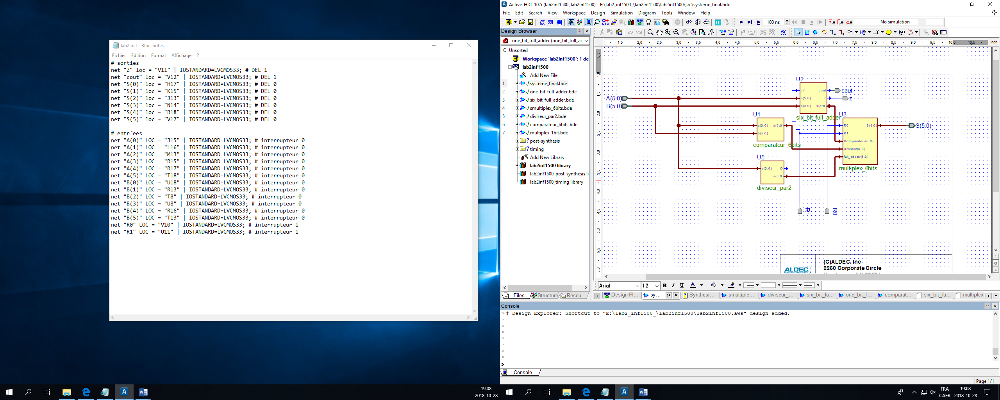 lab2.ucf - Bloc-notes
Fichier Edition Format Affichage ?
# sorties
net "Z" loc = "V11" | IOSTANDARD=LVCMOS33; # DEL 1
net "cout" loc = "V12" | IOSTANDARD=LVCMOS33; # DEL 1
net "S(0)" loc = "H17" | IOSTANDARD=LVCMOS33; # DEL 0
net "S(1)" loc = "K15" | IOSTANDARD=LVCMOS33; # DEL 0
net "S(2)" loc = "J13" | IOSTANDARD=LVCMOS33; # DEL 0
net "S(3)" loc = "N14" | IOSTANDARD=LVCMOS33; # DEL 0
net "S(4)" loc = "R18" | IOSTANDARD=LVCMOS33; # DEL 0
net "S(5)" loc = "V17" | IOSTANDARD=LVCMOS33; # DEL 0
# entr´ees
net "A(0)" LOC = "J15" | IOSTANDARD=LVCMOS33; # interrupteur 0
net "A(1)" LOC = "L16" | IOSTANDARD=LVCMOS33; # interrupteur 0
net "A(2)" LOC = "M13" | IOSTANDARD=LVCMOS33; # interrupteur 0
net "A(3)" LOC = "R15" | IOSTANDARD=LVCMOS33; # interrupteur 0
net "A(4)" LOC = "R17" | IOSTANDARD=LVCMOS33; # interrupteur 0
net "A(5)" LOC = "T18" | IOSTANDARD=LVCMOS33; # interrupteur 0
net "B(0)" LOC = "U18" | IOSTANDARD=LVCMOS33; # interrupteur 0
net "B(1)" LOC = "R13" | IOSTANDARD=LVCMOS33; # interrupteur 0
net "B(2)" LOC = "T8" | IOSTANDARD=LVCMOS33; # interrupteur 0
net "B(3)" LOC = "U8" | IOSTANDARD=LVCMOS33; # interrupteur 0
net "B(4)" LOC = "R16" | IOSTANDARD=LVCMOS33; # interrupteur 0
net "B(5)" LOC = "T13" | IOSTANDARD=LVCMOS33; # interrupteur 0
net "R0" LOC = "V10" | IOSTANDARD=LVCMOS33; # interrupteur 1
net "R1" LOC = "U11" | IOSTANDARD=LVCMOS33; # interrupteur 1
19:08
2018-10-28
Active-HDL 10.5 (lab2inf1500 ,lab2inf1500) - E:\lab2_inf1500_\lab2inf1500\lab2inf1500\src\systeme_final.bde
File Edit Search View Workspace Design Simulation Diagram Tools Window Help
100 ns No simulation
Design Browser
one_bit_full_adder (one_bit_full_ac
C Unsorted
Workspace 'lab2inf1500': 1 de
lab2inf1500
Add New File
1 systeme_final.bde
2 one_bit_full_adder.bde
3 six_bit_full_adder.bde
4 smultiplex_6bits.bde
5 diviseur_par2.bde
6 comparateur_6bits.bde
7 multiplex_1bit.bde
post-synthesis
timing
Add New Library
lab2inf1500 library
lab2inf1500_post_synthesis li
lab2inf1500_timing library
Files Structure Resou...
1,5 2,0 2,5 3,0 3,5 4,0 4,5 5,0 5,5 6,0 6,5 7,0 7,5 8,0 8,5 9,0 9,5 10,0 10,5 inch
0,5
1,0
1,5
2,0
2,5
3,0
3,5
4,0
4,5
5,0
5,5
6,0
A(5:0)
B(5:0)
U2
cin cout
a(5:0) z
b(5:0) s(5:0)
six_bit_full_adder
cout
z
U1
a(5:0) s(5:0)
b(5:0)
comparateur_6bits
U3
R0 S(5:0)
R1
Comparateur(5:0)
Diviseur(5:0)
full_adder(5:0)
multiplex_6bits
S(5:0)
U5
a(5:0) O
s(5:0)
diviseur_par2
R1
R0
ALDEC
(C)ALDEC. Inc
2260 Corporate Circle
Arial 12 B I U A
Design Fl... sy... Synthesi... smultiple... diviseur_... six_bit_fu... one_bit_f... comparat... six_bit_fu... multiplex
Console
# Design Explorer: Shortcut to "E:\lab2_inf1500_\lab2inf1500\lab2inf1500.aws" design added.
>
Console
Page 1/1
FRA
CAFR
19:08
2018-10-28